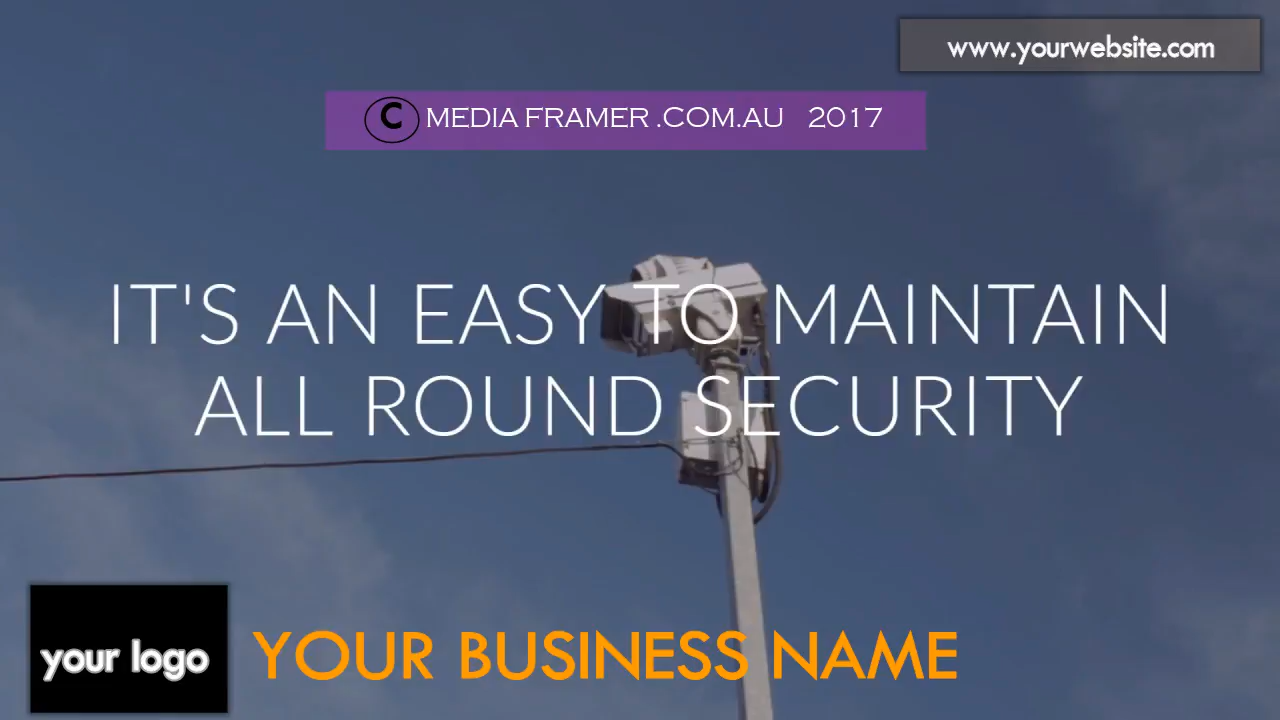 www.yourwebsite.com
© MEDIA FRAMER .COM.AU 2017
IT'S AN EASY TO MAINTAIN
ALL ROUND SECURITY
your logo
YOUR BUSINESS NAME